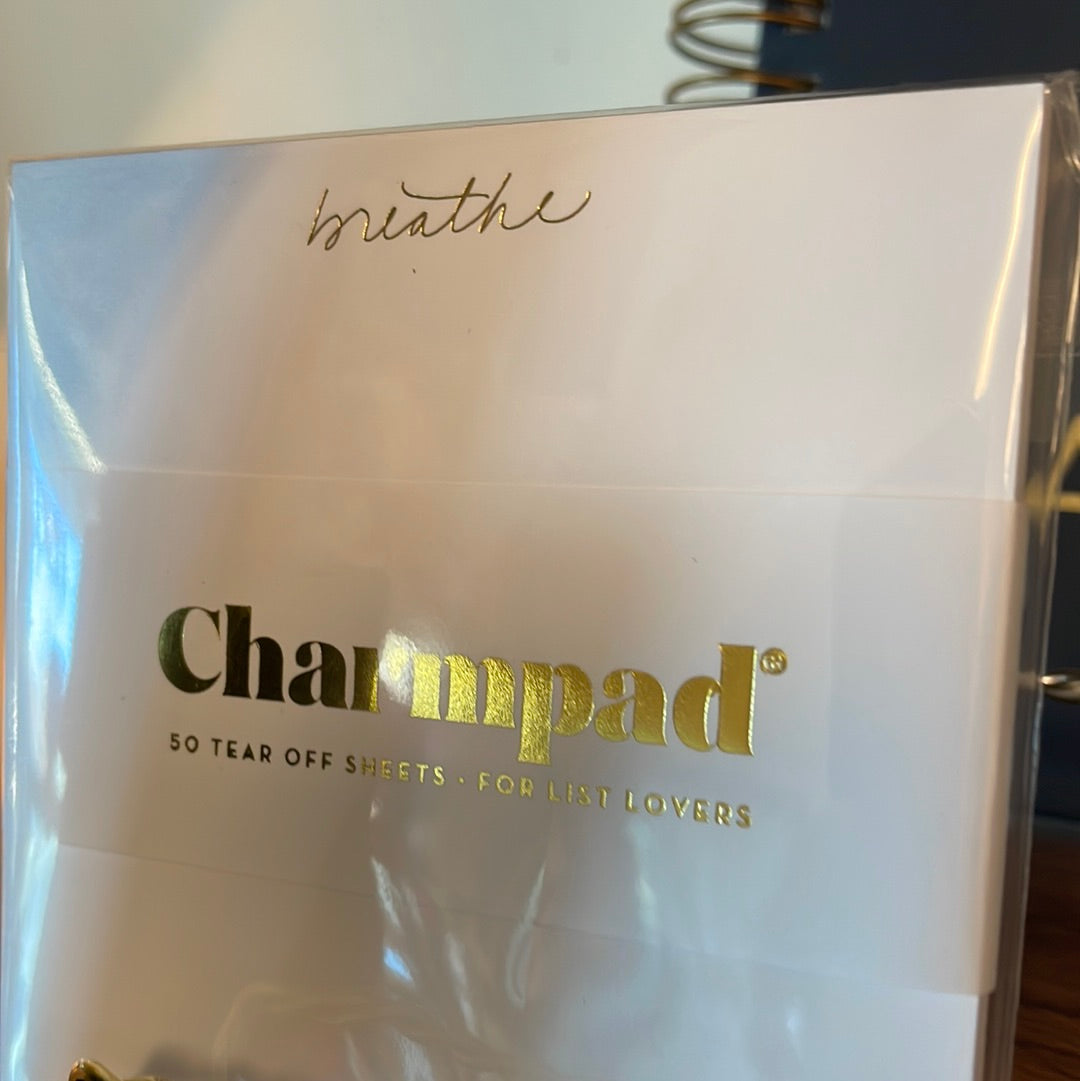 breathe
Charmpad®
50 TEAR OFF SHEETS · FOR LIST LOVERS